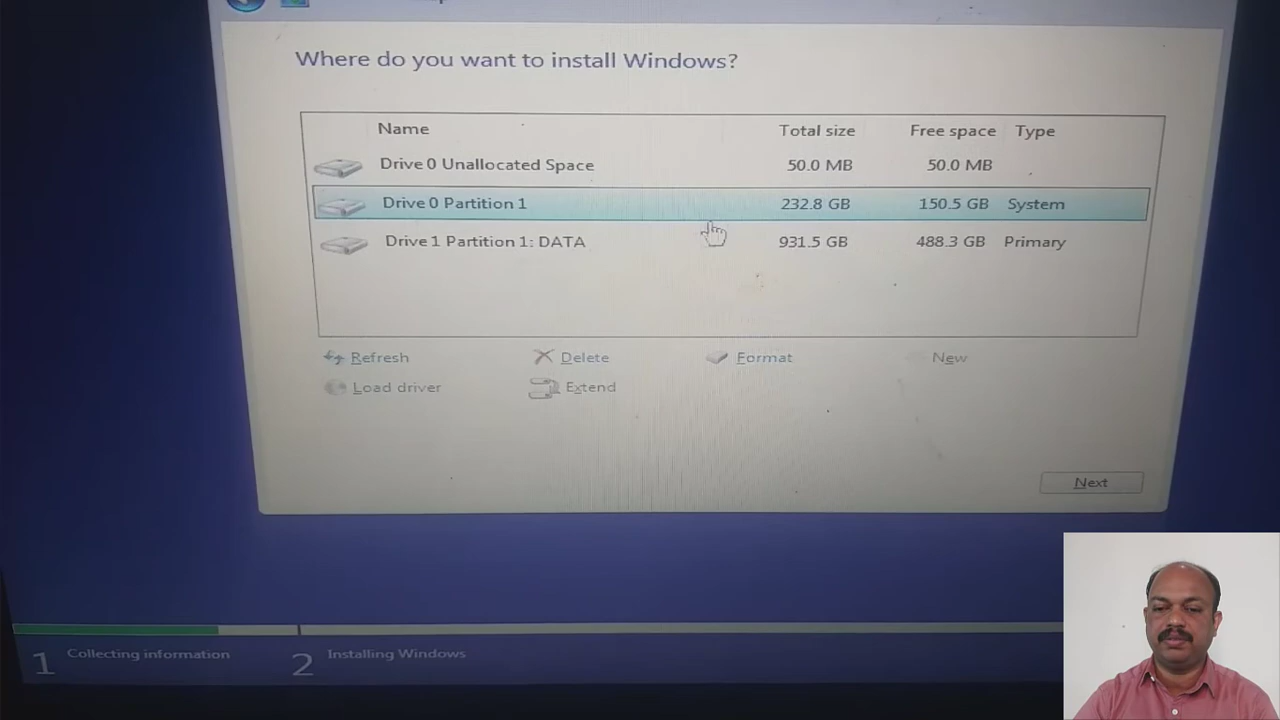 Where do you want to install Windows?
Name Total size Free space Type
Drive 0 Unallocated Space 50.0 MB 50.0 MB
Drive 0 Partition 1 232.8 GB 150.5 GB System
Drive 1 Partition 1: DATA 931.5 GB 488.3 GB Primary
Refresh Delete Format New
Load driver Extend
Next
1 Collecting information 2 Installing Windows